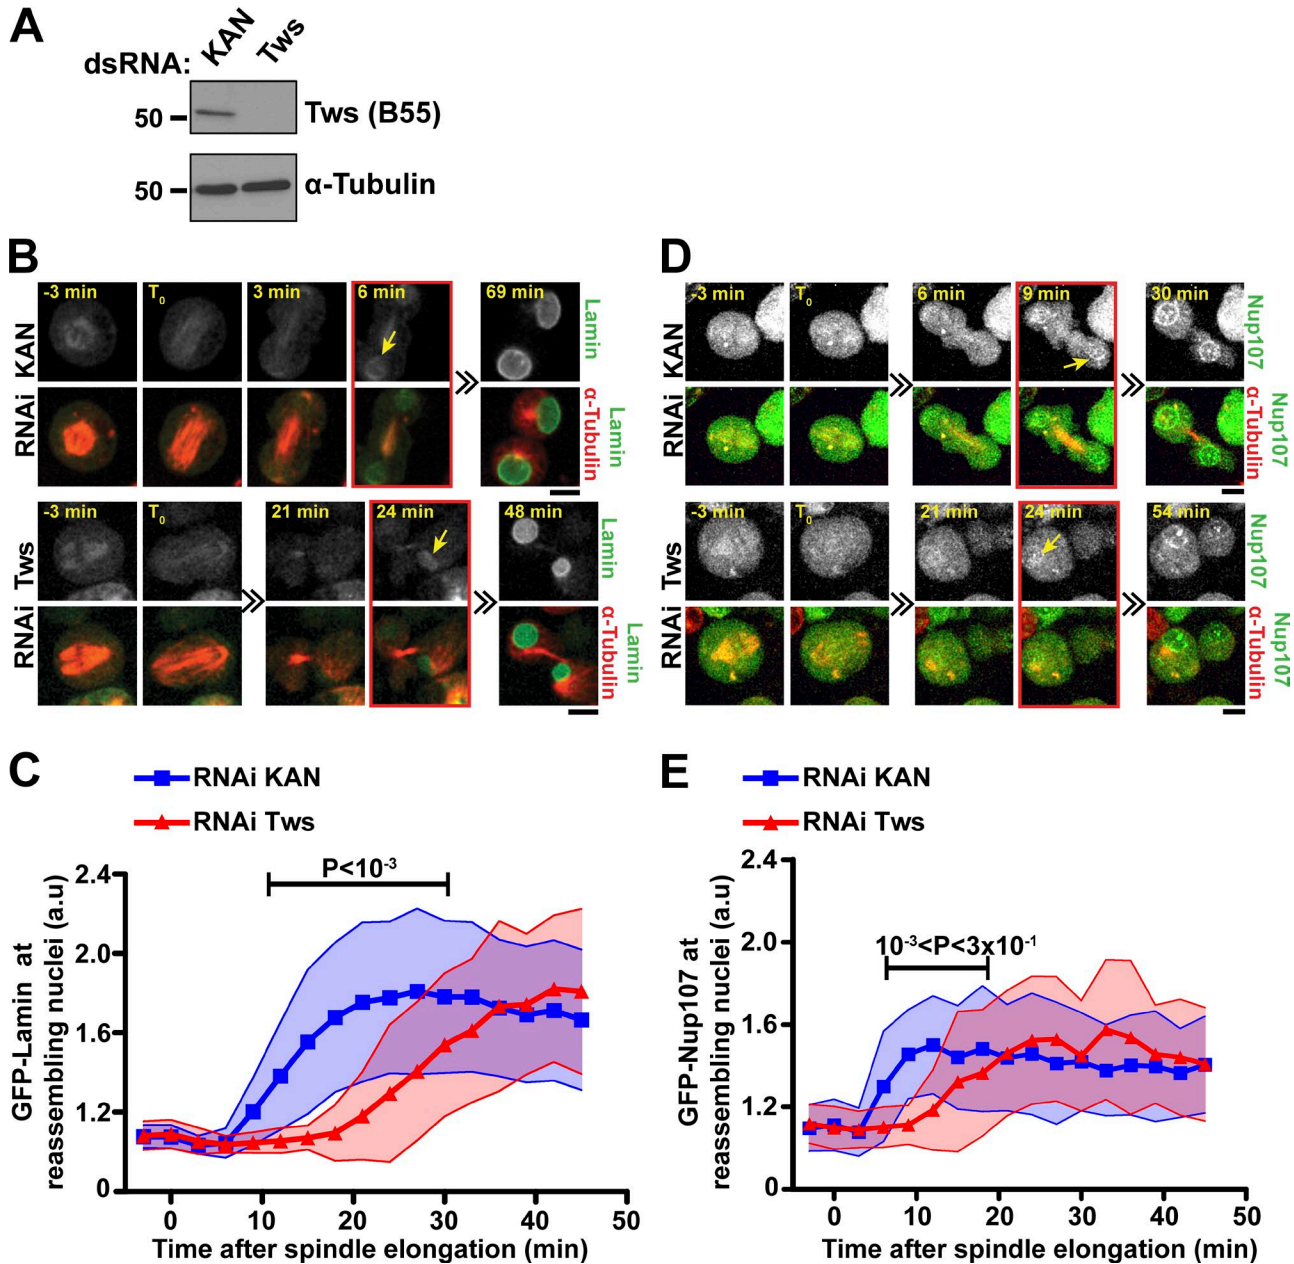 A
dsRNA:
KAN
Tws
50
Tws (B55)
50
α-Tubulin
B
RNAi KAN
-3 min
T0
3 min
6 min
69 min
Lamin
α-Tubulin
Lamin
RNAi Tws
-3 min
T0
21 min
24 min
48 min
Lamin
α-Tubulin
Lamin
D
RNAi KAN
-3 min
T0
6 min
9 min
30 min
Nup107
α-Tubulin
Nup107
RNAi Tws
-3 min
T0
21 min
24 min
54 min
Nup107
α-Tubulin
Nup107
C
RNAi KAN
RNAi Tws
P<10-3
GFP-Lamin at
reassembling nuclei (a.u)
2.4
2.0
1.6
1.2
0
0 10 20 30 40 50
Time after spindle elongation (min)
E
RNAi KAN
RNAi Tws
10-3<P<3x10-1
GFP-Nup107 at
reassembling nuclei (a.u)
2.4
2.0
1.6
1.2
0
0 10 20 30 40 50
Time after spindle elongation (min)